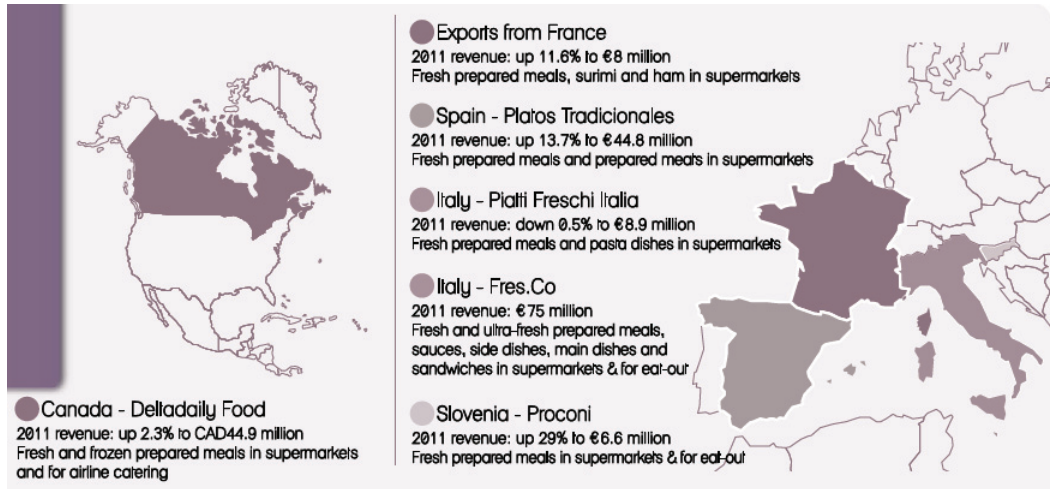 Exports from France
2011 revenue: up 11.6% to €8 million
Fresh prepared meals, surimi and ham in supermarkets
Spain - Platos Tradicionales
2011 revenue: up 13.7% to €44.8 million
Fresh prepared meals and prepared meats in supermarkets
Italy - Piatti Freschi Italia
2011 revenue: down 0.5% to €8.9 million
Fresh prepared meals and pasta dishes in supermarkets
Italy - Fres.Co
2011 revenue: €75 million
Fresh and ultra-fresh prepared meals,
sauces, side dishes, main dishes and
sandwiches in supermarkets & for eat-out
Slovenia - Proconi
2011 revenue: up 29% to €6.6 million
Fresh prepared meals in supermarkets & for eat-out
Canada - Deltadaily Food
2011 revenue: up 2.3% to CAD44.9 million
Fresh and frozen prepared meals in supermarkets
and for airline catering